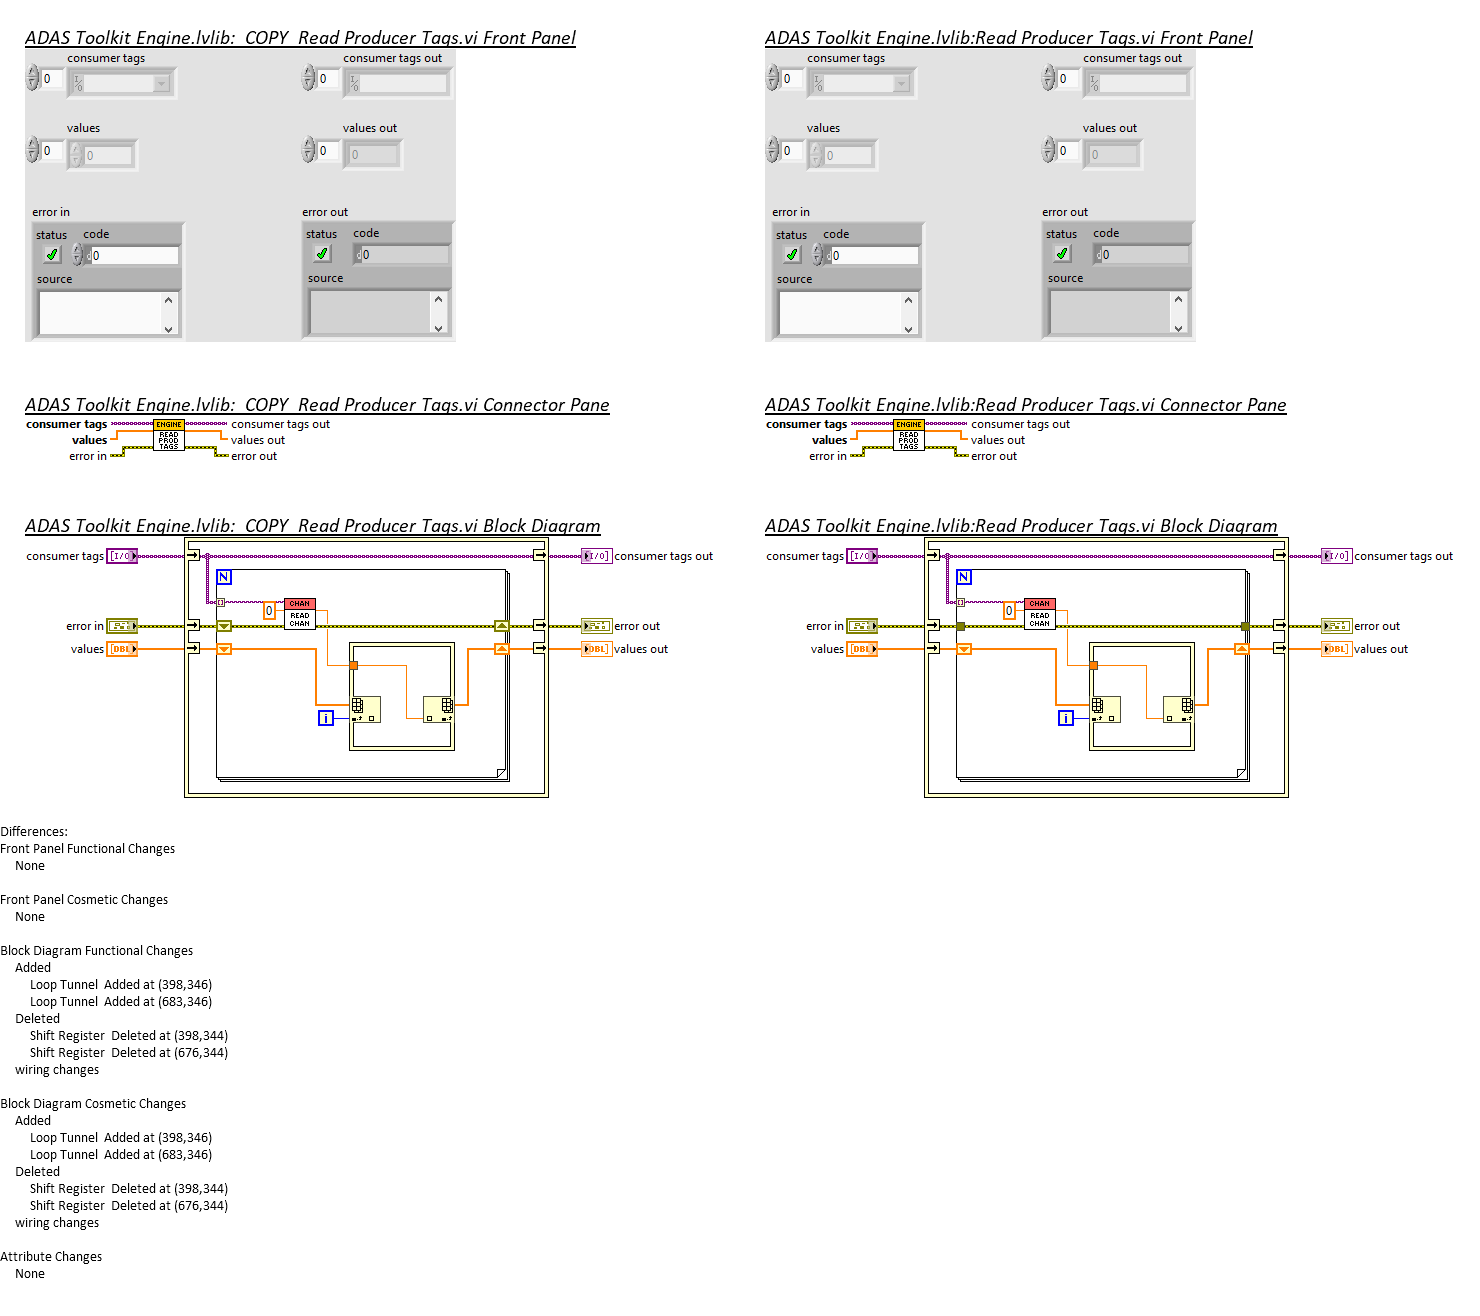 ADAS Toolkit Engine.lvlib:  COPY  Read Producer Tags.vi Front Panel
consumer tags
consumer tags out
0
I/O
0
I/O
values
values out
0
0
0
0
error in
error out
status
code
status
code
d 0
d 0
source
source
ADAS Toolkit Engine.lvlib:Read Producer Tags.vi Front Panel
consumer tags
consumer tags out
0
I/O
0
I/O
values
values out
0
0
0
0
error in
error out
status
code
status
code
d 0
d 0
source
source
ADAS Toolkit Engine.lvlib:  COPY  Read Producer Tags.vi Connector Pane
consumer tags
ENGINE
consumer tags out
values
READ
PROD
TAGS
values out
error in
error out
ADAS Toolkit Engine.lvlib:Read Producer Tags.vi Connector Pane
consumer tags
ENGINE
consumer tags out
values
READ
PROD
TAGS
values out
error in
error out
ADAS Toolkit Engine.lvlib:  COPY  Read Producer Tags.vi Block Diagram
consumer tags
[I/O]
[I/O]
consumer tags out
N
0
CHAN
READ
CHAN
error in
error out
values
[DBL]
[DBL]
values out
i
ADAS Toolkit Engine.lvlib:Read Producer Tags.vi Block Diagram
consumer tags
[I/O]
[I/O]
consumer tags out
N
0
CHAN
READ
CHAN
error in
error out
values
[DBL]
[DBL]
values out
i
Differences:
Front Panel Functional Changes
None
Front Panel Cosmetic Changes
None
Block Diagram Functional Changes
Added
Loop Tunnel  Added at (398,346)
Loop Tunnel  Added at (683,346)
Deleted
Shift Register  Deleted at (398,344)
Shift Register  Deleted at (676,344)
wiring changes
Block Diagram Cosmetic Changes
Added
Loop Tunnel  Added at (398,346)
Loop Tunnel  Added at (683,346)
Deleted
Shift Register  Deleted at (398,344)
Shift Register  Deleted at (676,344)
wiring changes
Attribute Changes
None